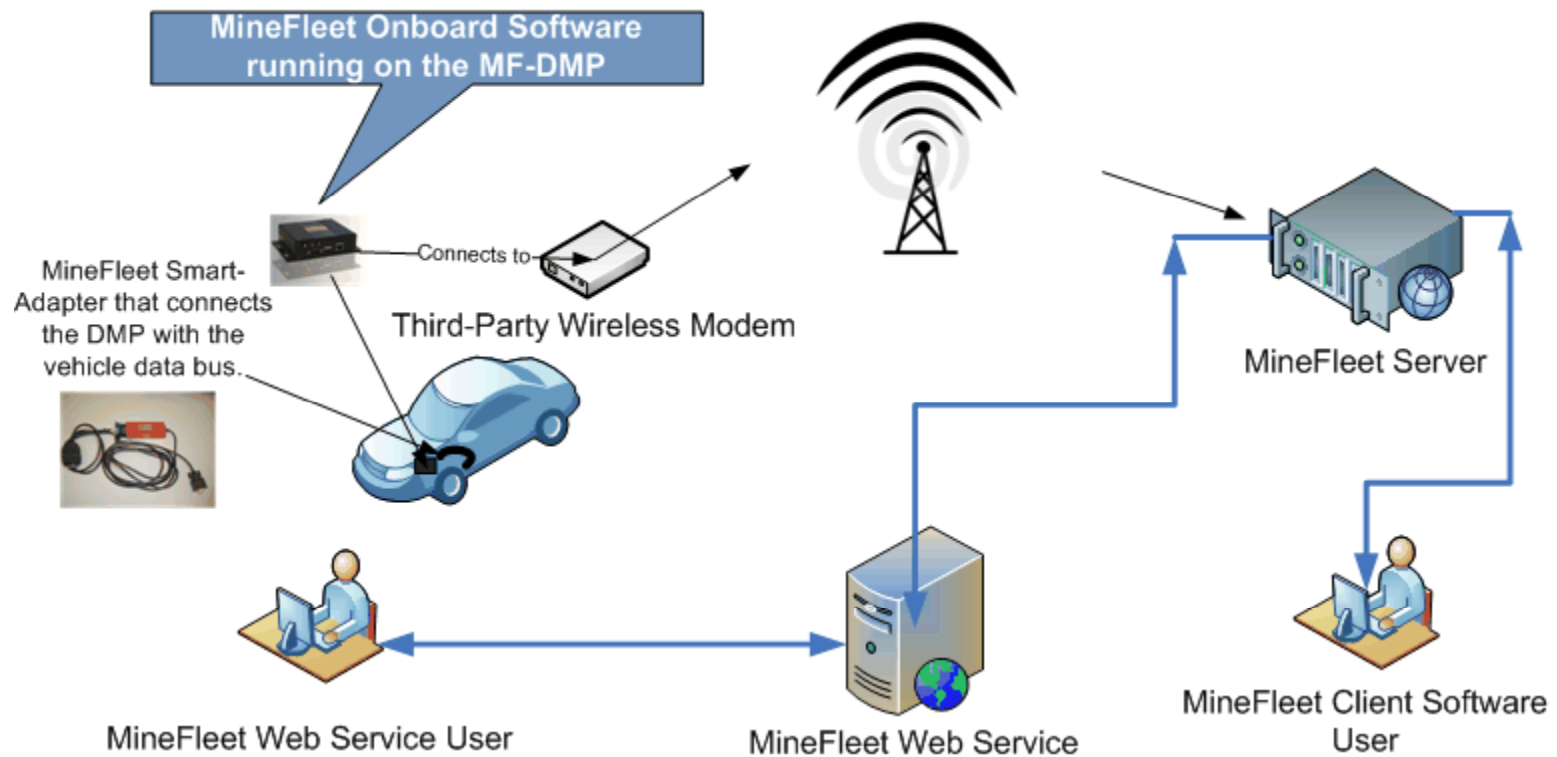 MineFleet Onboard Software
running on the MF-DMP
Connects to
MineFleet Smart-
Adapter that connects
the DMP with the
vehicle data bus.
Third-Party Wireless Modem
MineFleet Server
MineFleet Web Service User
MineFleet Web Service
MineFleet Client Software
User